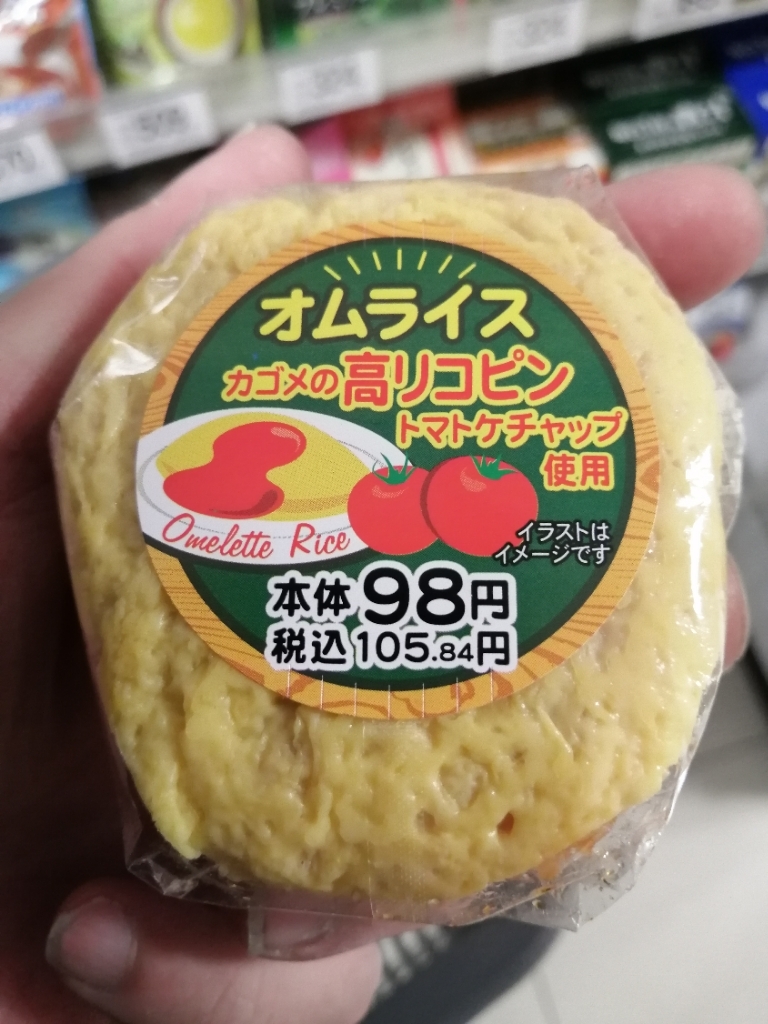 オムライス
カゴメの高リコピン
トマトケチャップ
使用
Omelette Rice
イラストは
イメージです
本体98円
税込105.84円